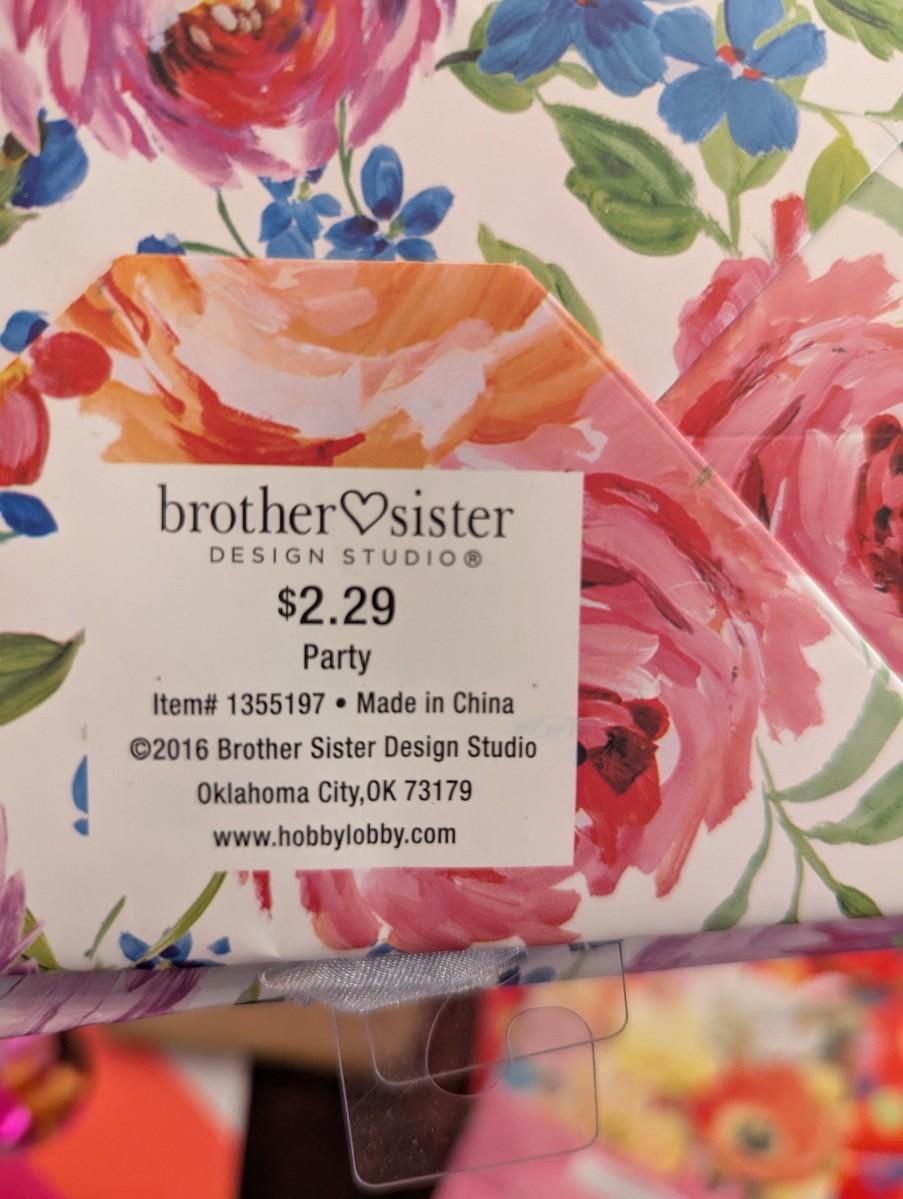 brother♡sister
DESIGN STUDIO®
$2.29
Party
Item# 1355197 • Made in China
©2016 Brother Sister Design Studio
Oklahoma City,OK 73179
www.hobbylobby.com